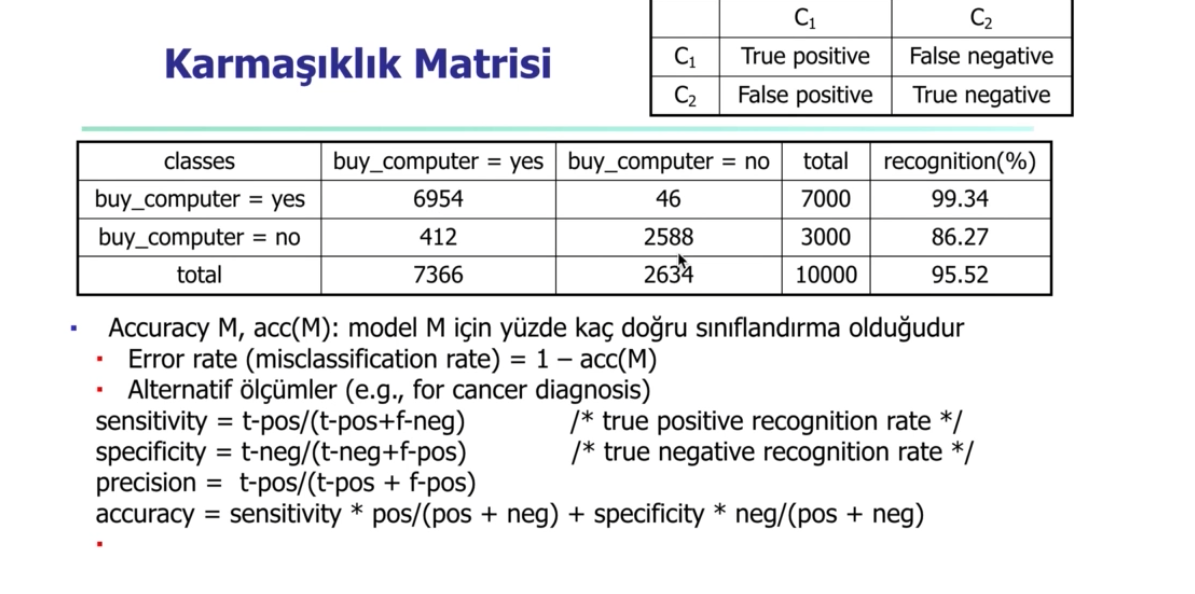 C₁ C₂
Karmaşıklık Matrisi
C₁ True positive False negative
C₂ False positive True negative
classes buy_computer = yes buy_computer = no total recognition(%)
buy_computer = yes 6954 46 7000 99.34
buy_computer = no 412 2588 3000 86.27
total 7366 2634 10000 95.52
▪ Accuracy M, acc(M): model M için yüzde kaç doğru sınıflandırma olduğudur
▪ Error rate (misclassification rate) = 1 – acc(M)
▪ Alternatif ölçümler (e.g., for cancer diagnosis)
sensitivity = t-pos/(t-pos+f-neg) /* true positive recognition rate */
specificity = t-neg/(t-neg+f-pos) /* true negative recognition rate */
precision = t-pos/(t-pos + f-pos)
accuracy = sensitivity * pos/(pos + neg) + specificity * neg/(pos + neg)